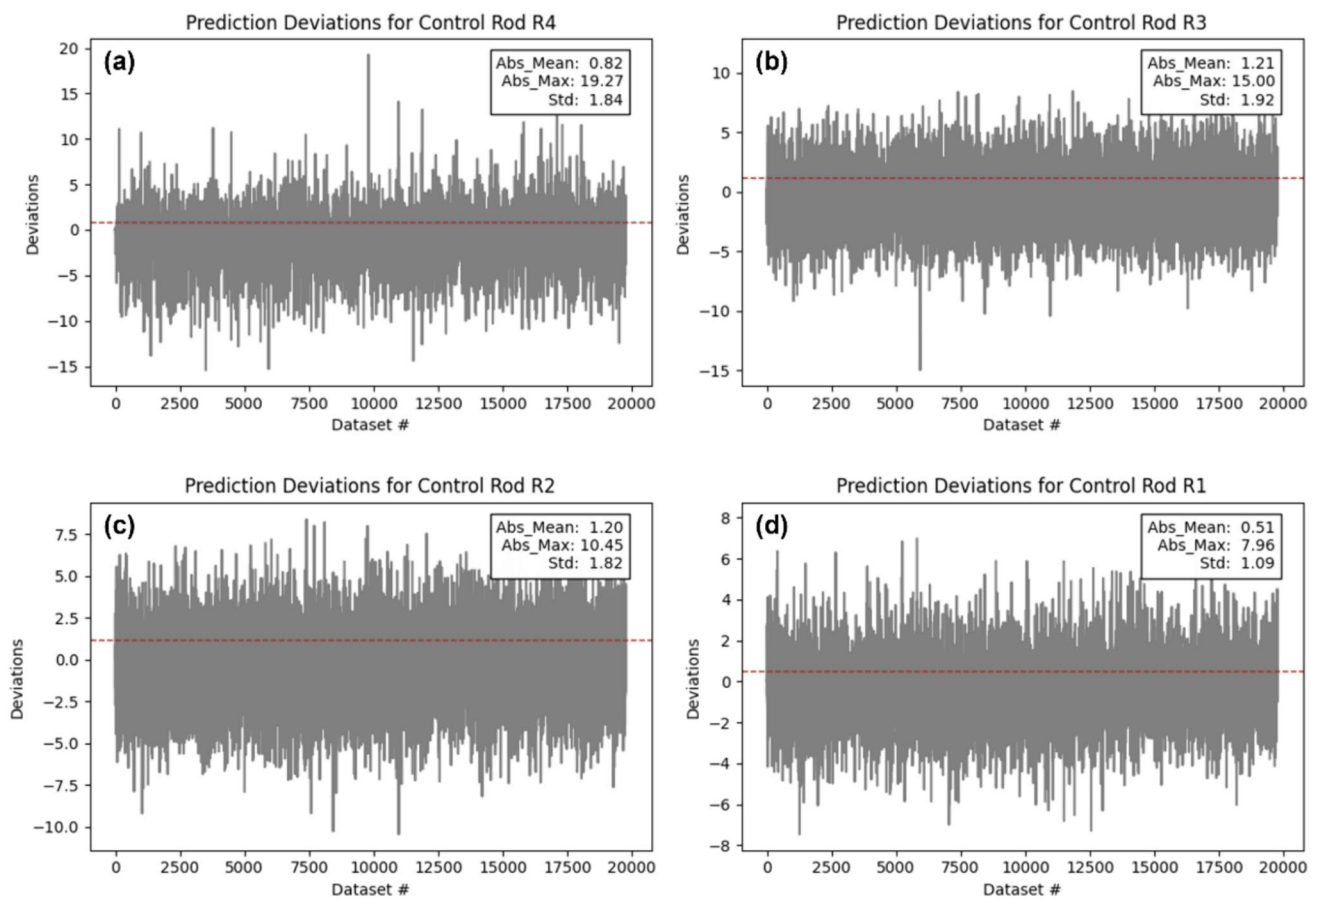 Prediction Deviations for Control Rod R4
(a)
Abs_Mean: 0.82
Abs_Max: 19.27
Std: 1.84
20
15
10
5
0
−5
−10
−15
Deviations
0 2500 5000 7500 10000 12500 15000 17500 20000
Dataset #
Prediction Deviations for Control Rod R3
(b)
Abs_Mean: 1.21
Abs_Max: 15.00
Std: 1.92
10
5
0
−5
−10
−15
Deviations
0 2500 5000 7500 10000 12500 15000 17500 20000
Dataset #
Prediction Deviations for Control Rod R2
(c)
Abs_Mean: 1.20
Abs_Max: 10.45
Std: 1.82
7.5
5.0
2.5
0.0
−2.5
−5.0
−7.5
−10.0
Deviations
0 2500 5000 7500 10000 12500 15000 17500 20000
Dataset #
Prediction Deviations for Control Rod R1
(d)
Abs_Mean: 0.51
Abs_Max: 7.96
Std: 1.09
8
6
4
2
0
−2
−4
−6
−8
Deviations
0 2500 5000 7500 10000 12500 15000 17500 20000
Dataset #